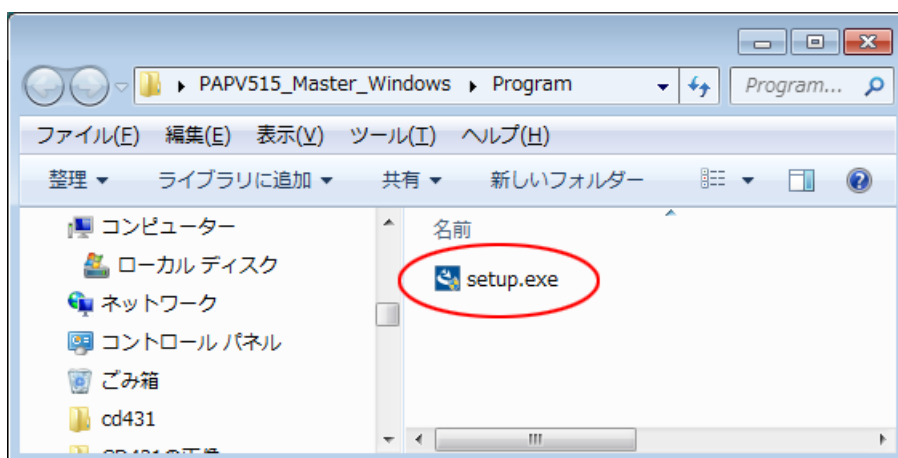 PAPV515_Master_Windows ▸ Program
Program...
ファイル(F) 編集(E) 表示(V) ツール(T) ヘルプ(H)
整理 ライブラリに追加 共有 新しいフォルダー
コンピューター
ローカル ディスク
ネットワーク
コントロール パネル
ごみ箱
cd431
名前
setup.exe